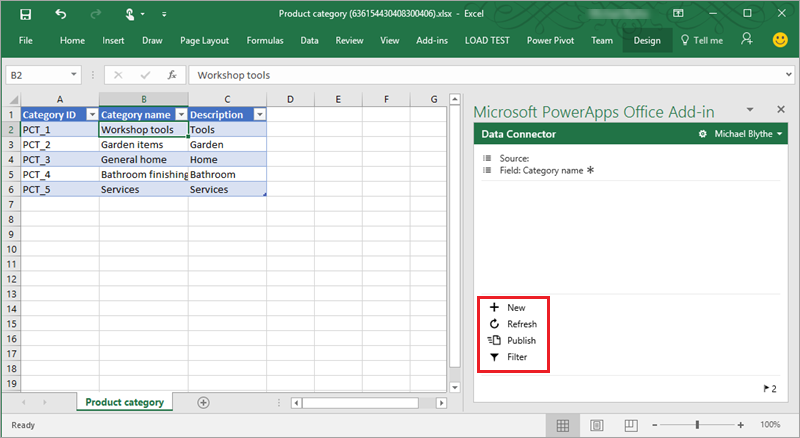 Product category (636154430408300406).xlsx - Excel
File Home Insert Draw Page Layout Formulas Data Review View Add-ins LOAD TEST Power Pivot Team Design Tell me
B2 fx Workshop tools
A B C D E F G
1 Category ID Category name Description
2 PCT_1 Workshop tools Tools
3 PCT_2 Garden items Garden
4 PCT_3 General home Home
5 PCT_4 Bathroom finishing Bathroom
6 PCT_5 Services Services
7
8
9
10
11
12
13
14
15
16
17
18
19
Microsoft PowerApps Office Add-in
Data Connector Michael Blythe
Source:
Field: Category name *
New
Refresh
Publish
Filter
2
Product category
Ready 100%